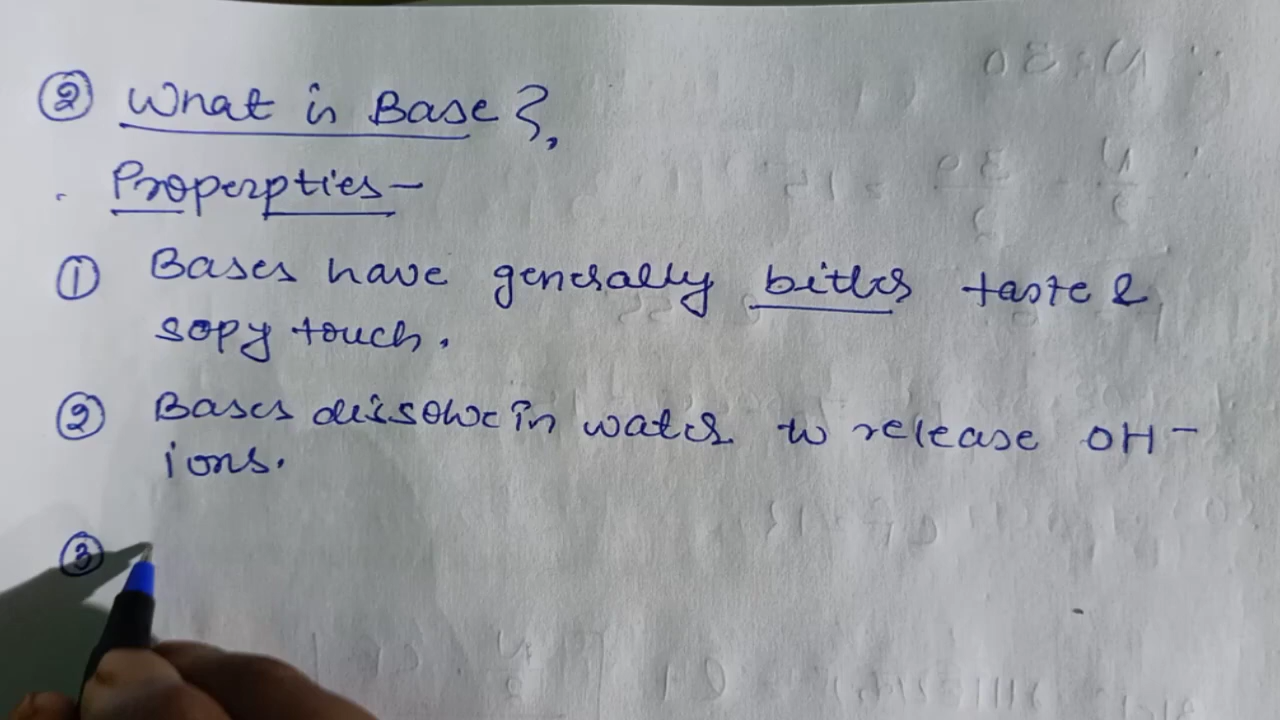 ② What is Base?,
. Properpties-
① Bases have generally bitter taste &
sopy touch.
② Bases dissolve in water to release OH-
ions.
③